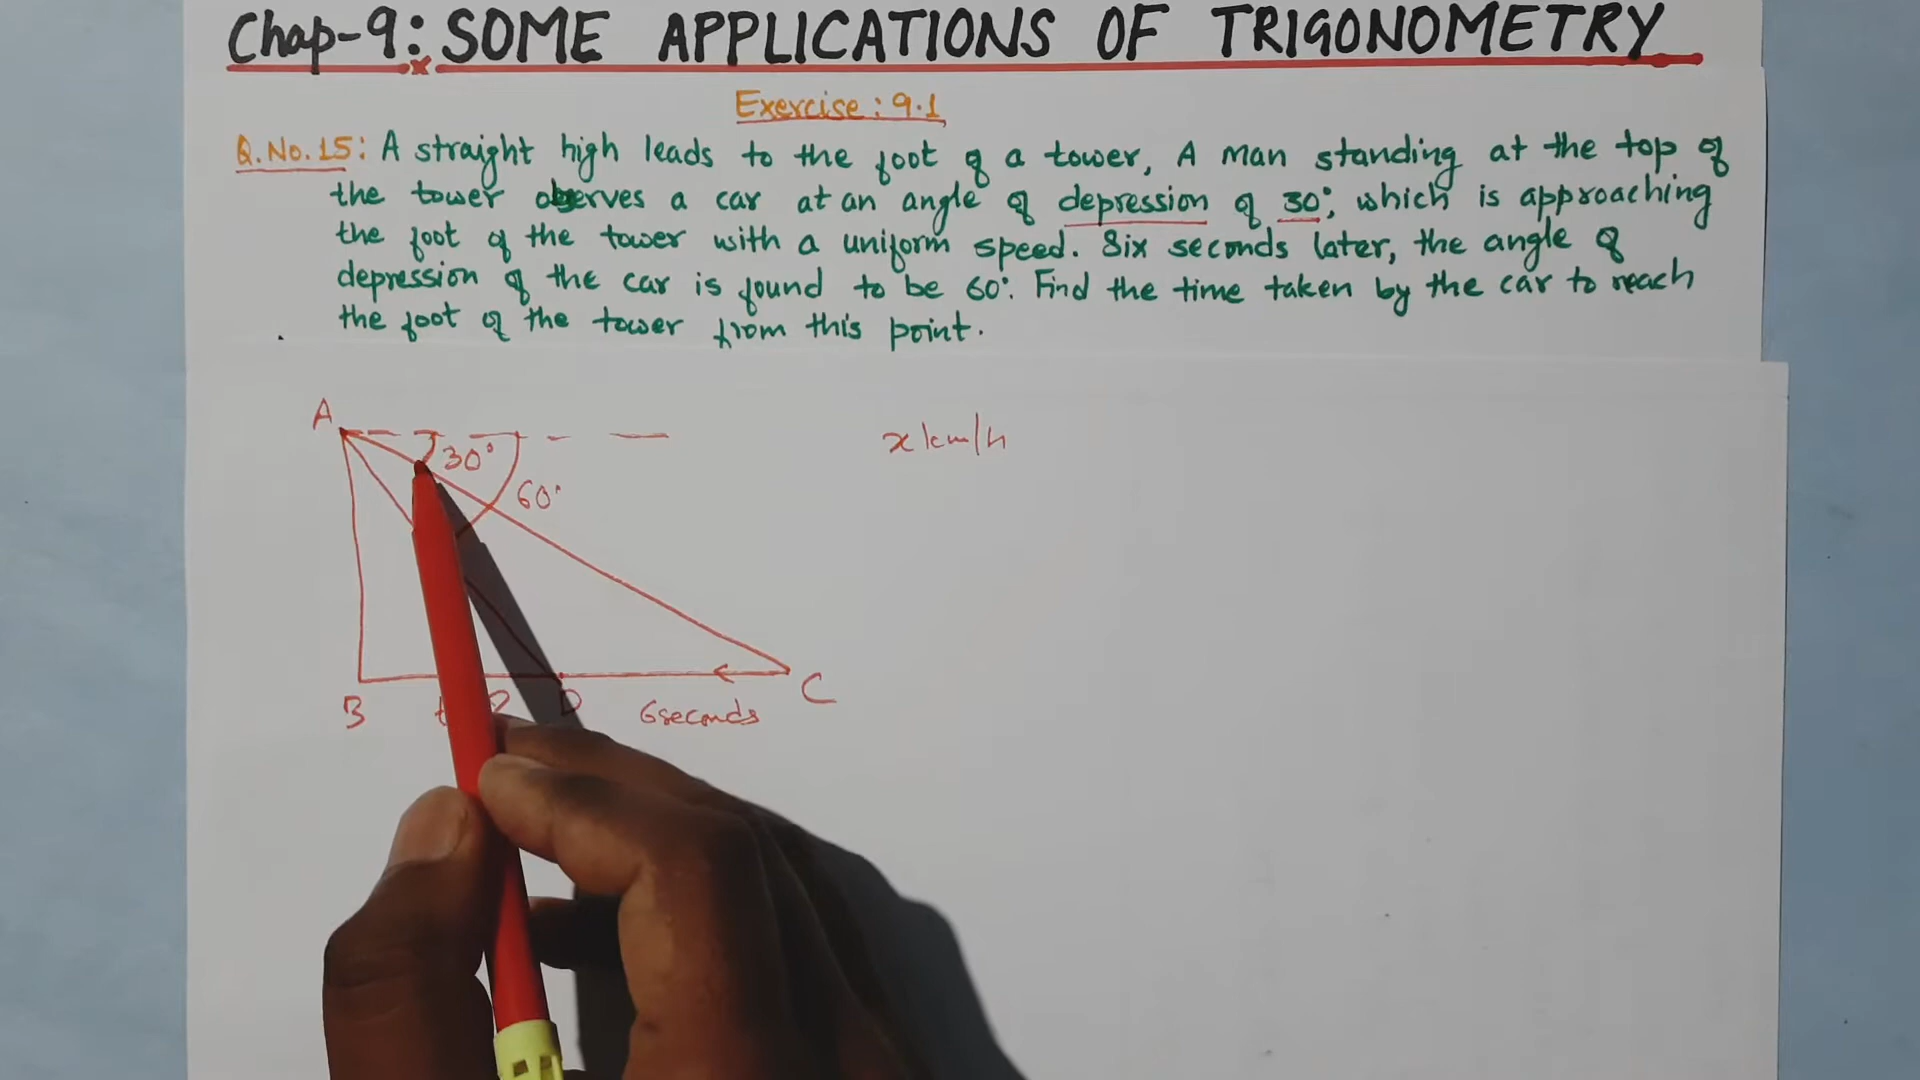 Chap-9: SOME APPLICATIONS OF TRIGONOMETRY
Exercise: 9.1
Q.No.15: A straight high leads to the foot of a tower, A man standing at the top of
the tower observes a car at an angle of depression of 30°, which is approaching
the foot of the tower with a uniform speed. Six seconds later, the angle of
depression of the car is found to be 60°. Find the time taken by the car to reach
the foot of the tower from this point.
A
30°
60°
x km/h
B
D
6 seconds
C